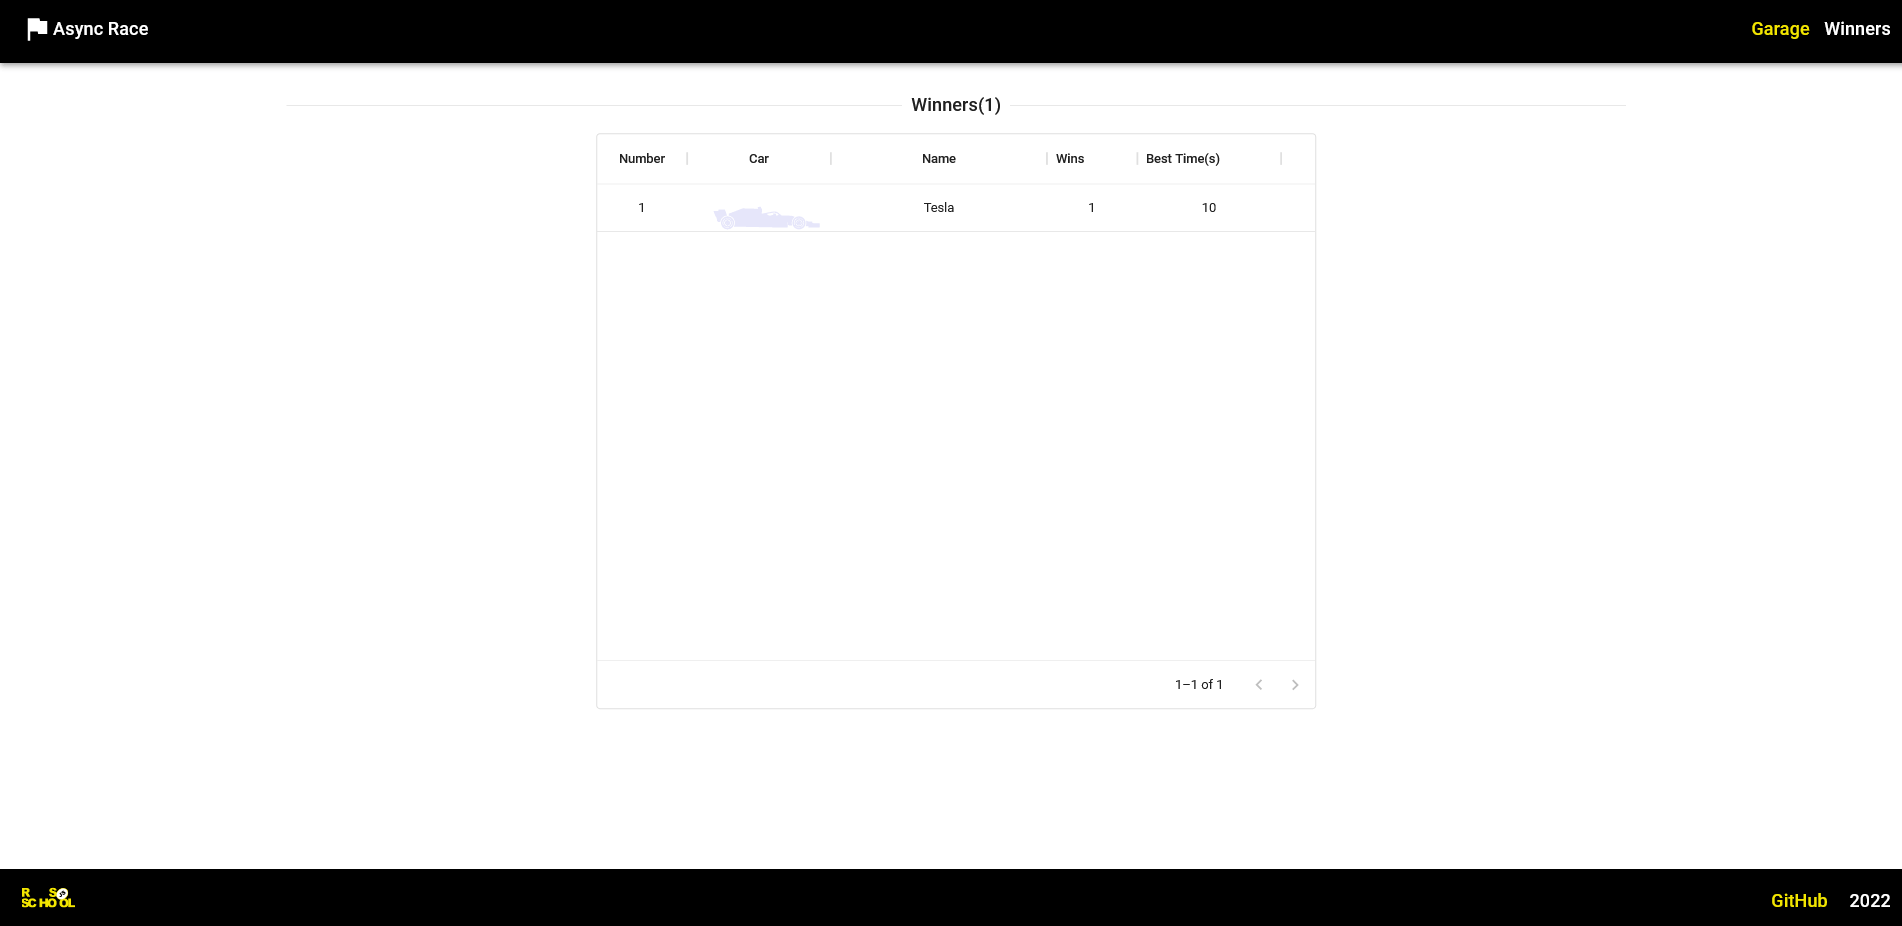 Async Race
Garage Winners
Winners(1)
Number Car Name Wins Best Time(s)
1 Tesla 1 10
1–1 of 1
R S
SCHOOL
GitHub 2022